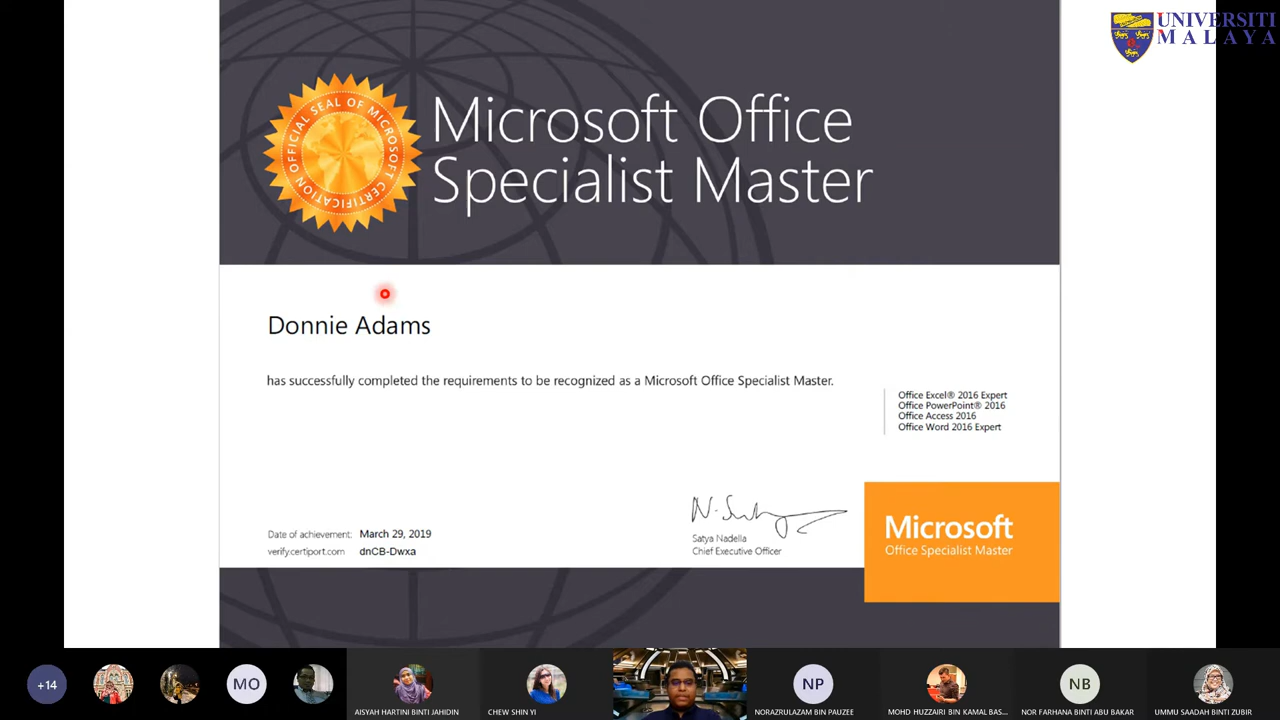 UNIVERSITI
MALAYA
OFFICIAL SEAL OF MICROSOFT CERTIFICATION
Microsoft Office
Specialist Master
Donnie Adams
has successfully completed the requirements to be recognized as a Microsoft Office Specialist Master.
Office Excel® 2016 Expert
Office PowerPoint® 2016
Office Access 2016
Office Word 2016 Expert
Date of achievement: March 29, 2019
verify.certiport.com dnCB-Dwxa
Satya Nadella
Chief Executive Officer
Microsoft
Office Specialist Master
+14
MO
NP
NB
AISYAH HARTINI BINTI JAHIDIN
CHEW SHIN YI
NORAZRULAZAM BIN PAUZEE
MOHD HUZZAIRI BIN KAMAL BAS...
NOR FARHANA BINTI ABU BAKAR
UMMU SAADAH BINTI ZUBIR